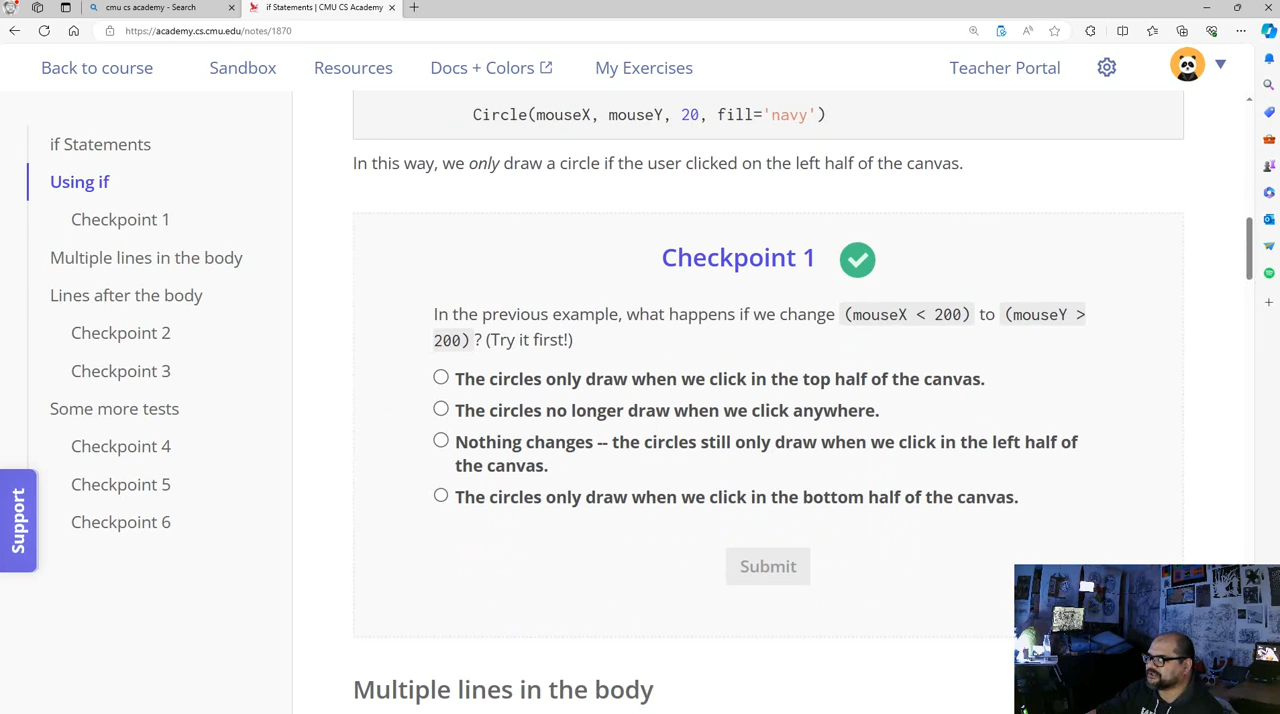 cmu cs academy - Search
if Statements | CMU CS Academy
https://academy.cs.cmu.edu/notes/1870
Back to course
Sandbox
Resources
Docs + Colors
My Exercises
Teacher Portal
if Statements
Using if
Checkpoint 1
Multiple lines in the body
Lines after the body
Checkpoint 2
Checkpoint 3
Some more tests
Checkpoint 4
Checkpoint 5
Checkpoint 6
Support
Circle(mouseX, mouseY, 20, fill='navy')
In this way, we only draw a circle if the user clicked on the left half of the canvas.
Checkpoint 1
In the previous example, what happens if we change (mouseX < 200) to (mouseY >
200) ? (Try it first!)
The circles only draw when we click in the top half of the canvas.
The circles no longer draw when we click anywhere.
Nothing changes -- the circles still only draw when we click in the left half of
the canvas.
The circles only draw when we click in the bottom half of the canvas.
Submit
Multiple lines in the body